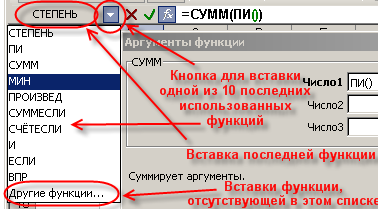 СТЕПЕНЬ =СУММ(ПИ())
СТЕПЕНЬ
ПИ
СУММ
МИН
ПРОИЗВЕД
СУММЕСЛИ
СЧЁТЕСЛИ
И
ЕСЛИ
ВПР
Другие функции...
Аргументы функции
СУММ
Число1 ПИ()
Число2
Число3
Кнопка для вставки
одной из 10 последних
использованных
функций
Вставка последней функции
Суммирует аргументы.
Вставки функции,
отсутствующей в этом списке